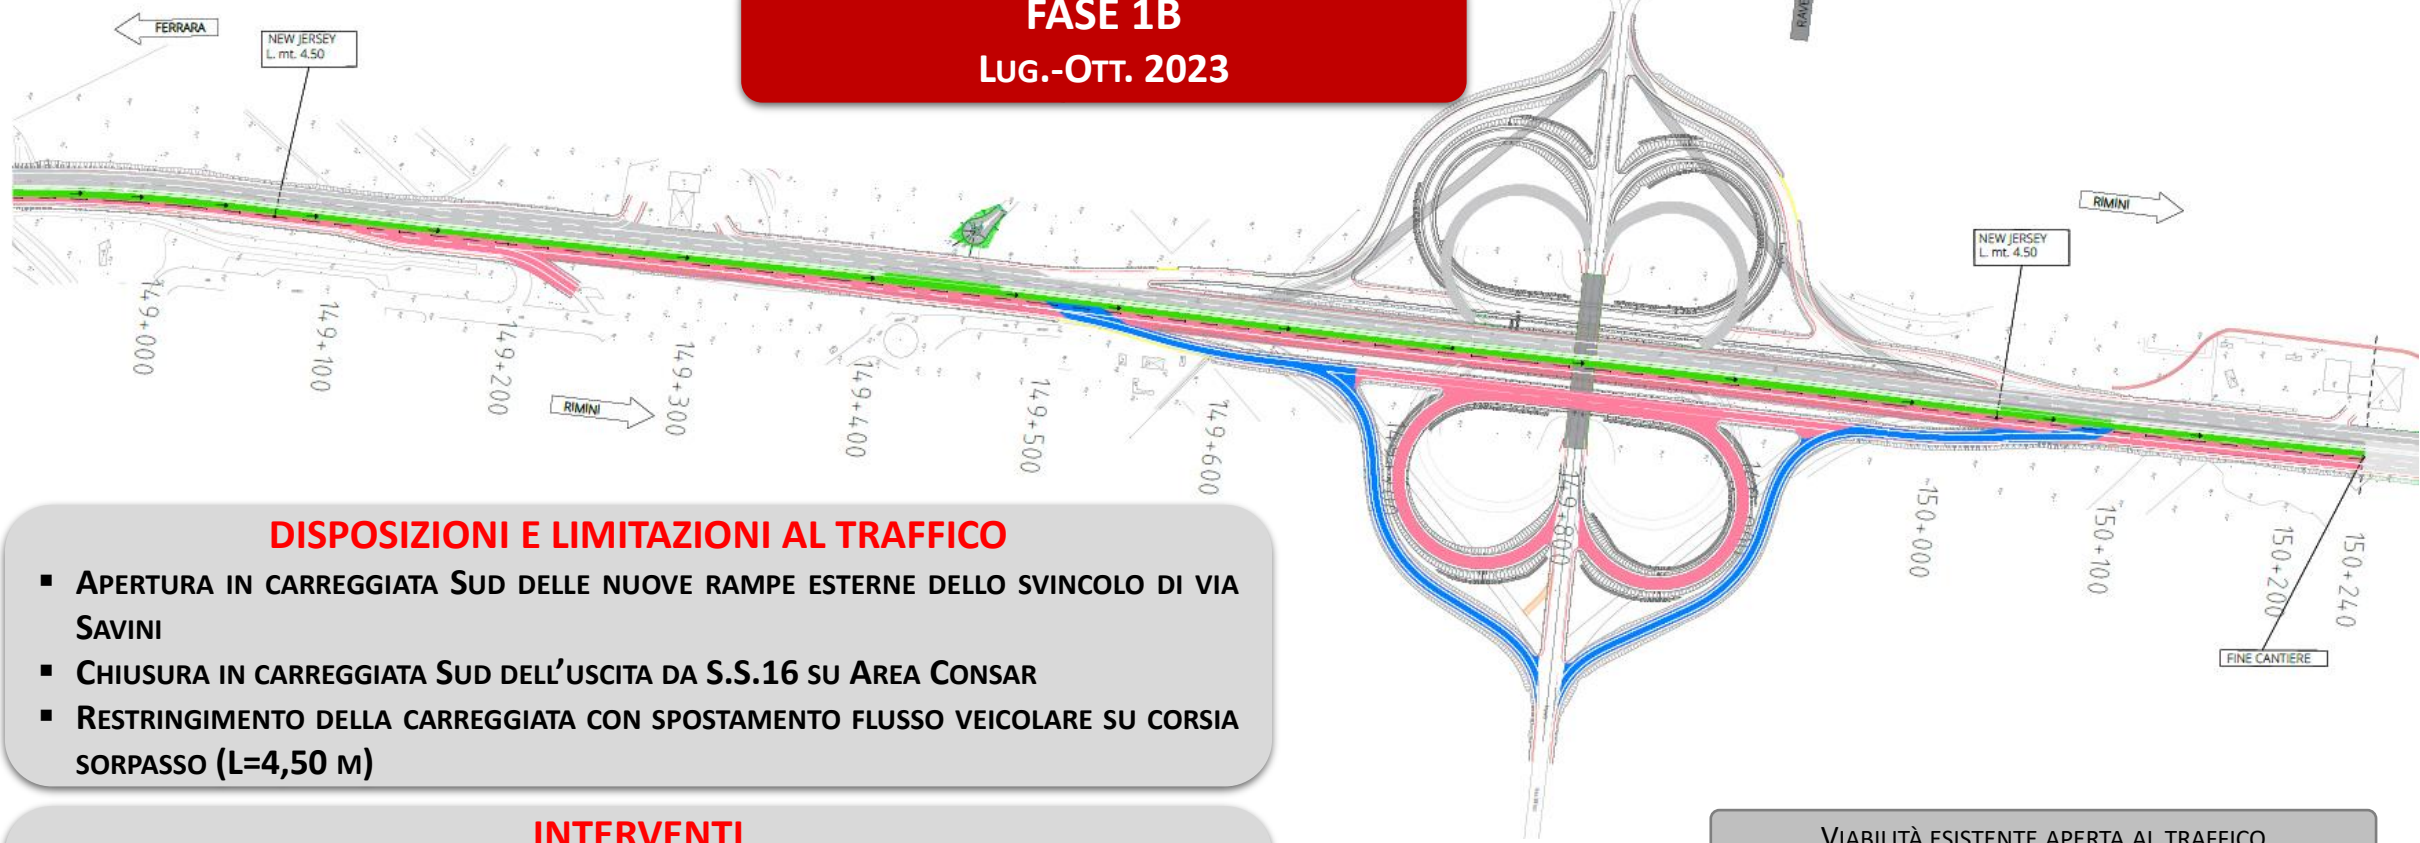 FASE 1B
LUG.-OTT. 2023
FERRARA
NEW JERSEY
L. mt. 4.50
RAVE
RIMINI
NEW JERSEY
L. mt. 4.50
149+000
149+100
149+200
RIMINI
149+300
149+400
149+500
149+600
149+800
150+000
150+100
150+200
150+240
FINE CANTIERE
DISPOSIZIONI E LIMITAZIONI AL TRAFFICO
▪ APERTURA IN CARREGGIATA SUD DELLE NUOVE RAMPE ESTERNE DELLO SVINCOLO DI VIA
SAVINI
▪ CHIUSURA IN CARREGGIATA SUD DELL'USCITA DA S.S.16 SU AREA CONSAR
▪ RESTRINGIMENTO DELLA CARREGGIATA CON SPOSTAMENTO FLUSSO VEICOLARE SU CORSIA
SORPASSO (L=4,50 M)
INTERVENTI
VIABILITÀ ESISTENTE APERTA AL TRAFFICO